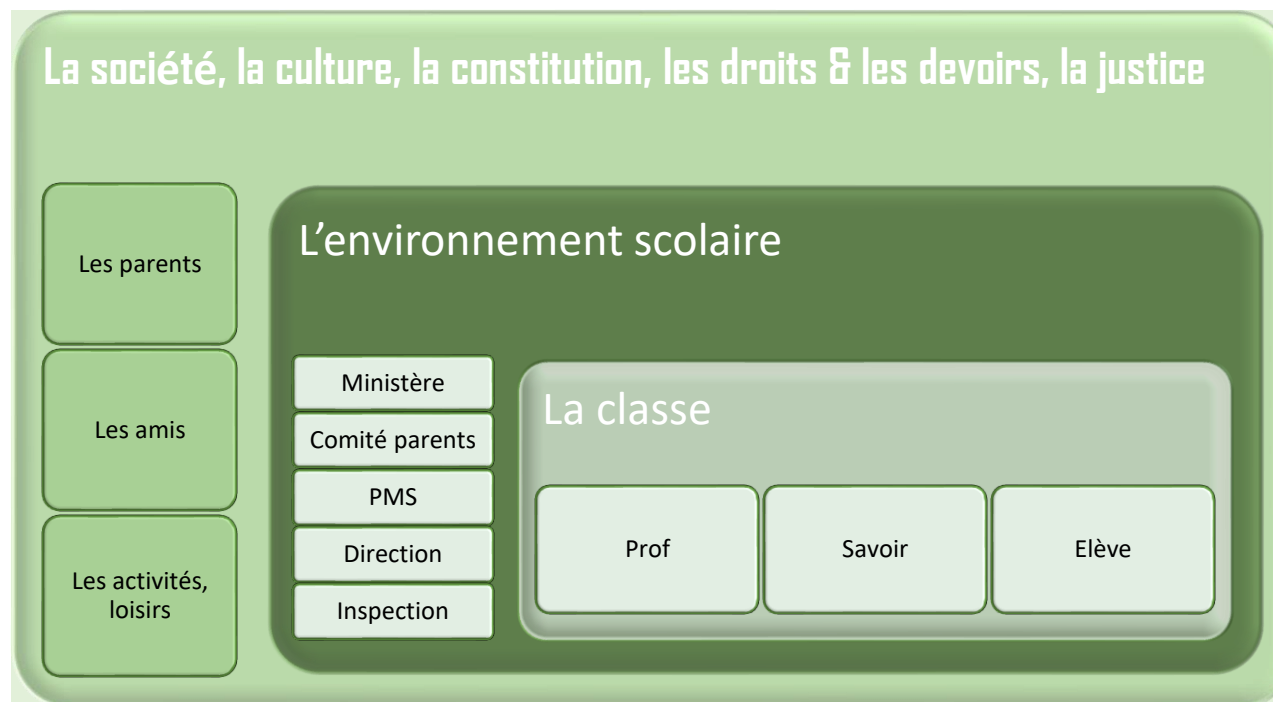 La société, la culture, la constitution, les droits & les devoirs, la justice
Les parents
Les amis
Les activités,
loisirs
L’environnement scolaire
Ministère
Comité parents
PMS
Direction
Inspection
La classe
Prof
Savoir
Elève